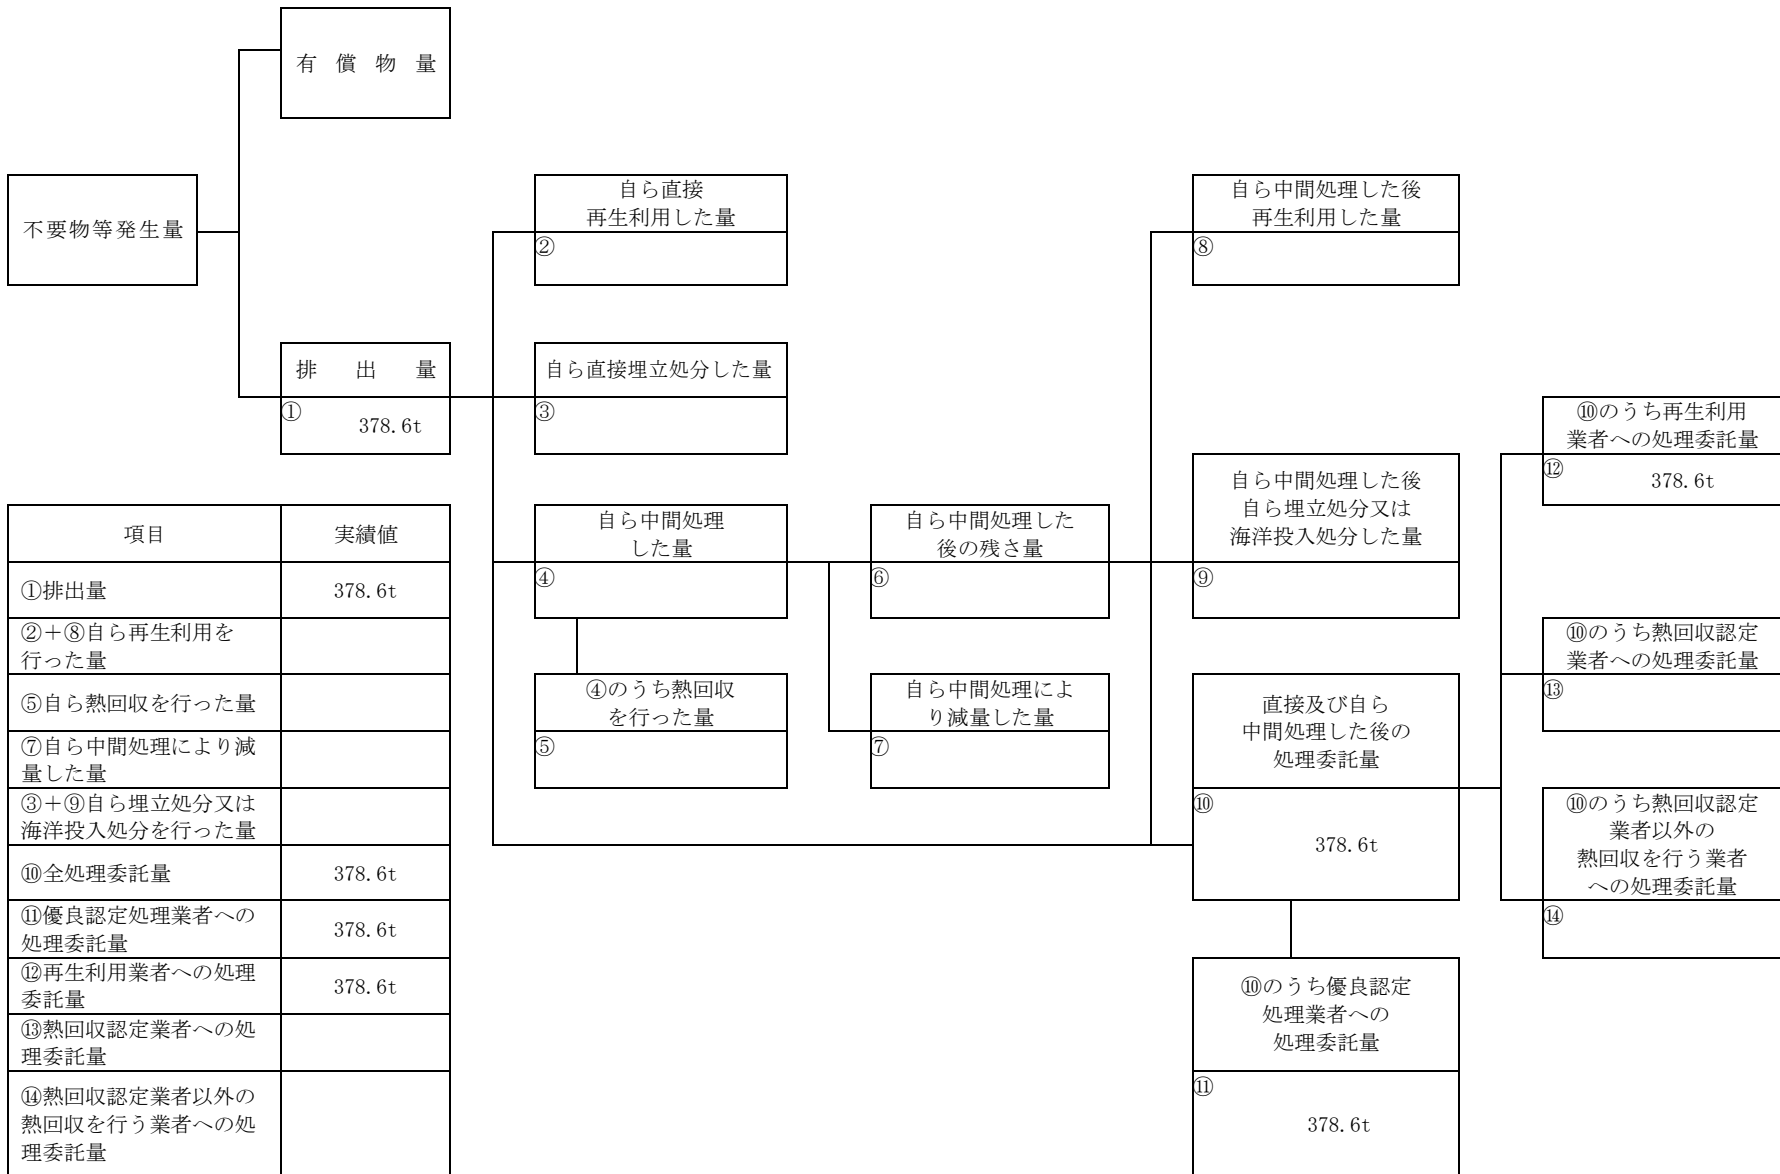 有償物量
不要物等発生量
自ら直接
再生利用した量
②
自ら中間処理した後
再生利用した量
⑧
排出量
①
378.6t
自ら直接埋立処分した量
③
⑩のうち再生利用
業者への処理委託量
⑫
378.6t
自ら中間処理
した量
④
自ら中間処理した
後の残さ量
⑥
自ら中間処理した後
自ら埋立処分又は
海洋投入処分した量
⑨
⑩のうち熱回収認定
業者への処理委託量
⑬
④のうち熱回収
を行った量
⑤
自ら中間処理によ
り減量した量
⑦
直接及び自ら
中間処理した後の
処理委託量
⑩
378.6t
⑩のうち熱回収認定
業者以外の
熱回収を行う業者
への処理委託量
⑭
⑩のうち優良認定
処理業者への
処理委託量
⑪
378.6t
項目 実績値
①排出量 378.6t
②＋⑧自ら再生利用を
行った量
⑤自ら熱回収を行った量
⑦自ら中間処理により減
量した量
③＋⑨自ら埋立処分又は
海洋投入処分を行った量
⑩全処理委託量 378.6t
⑪優良認定処理業者への
処理委託量 378.6t
⑫再生利用業者への処理
委託量 378.6t
⑬熱回収認定業者への処
理委託量
⑭熱回収認定業者以外の
熱回収を行う業者への処
理委託量